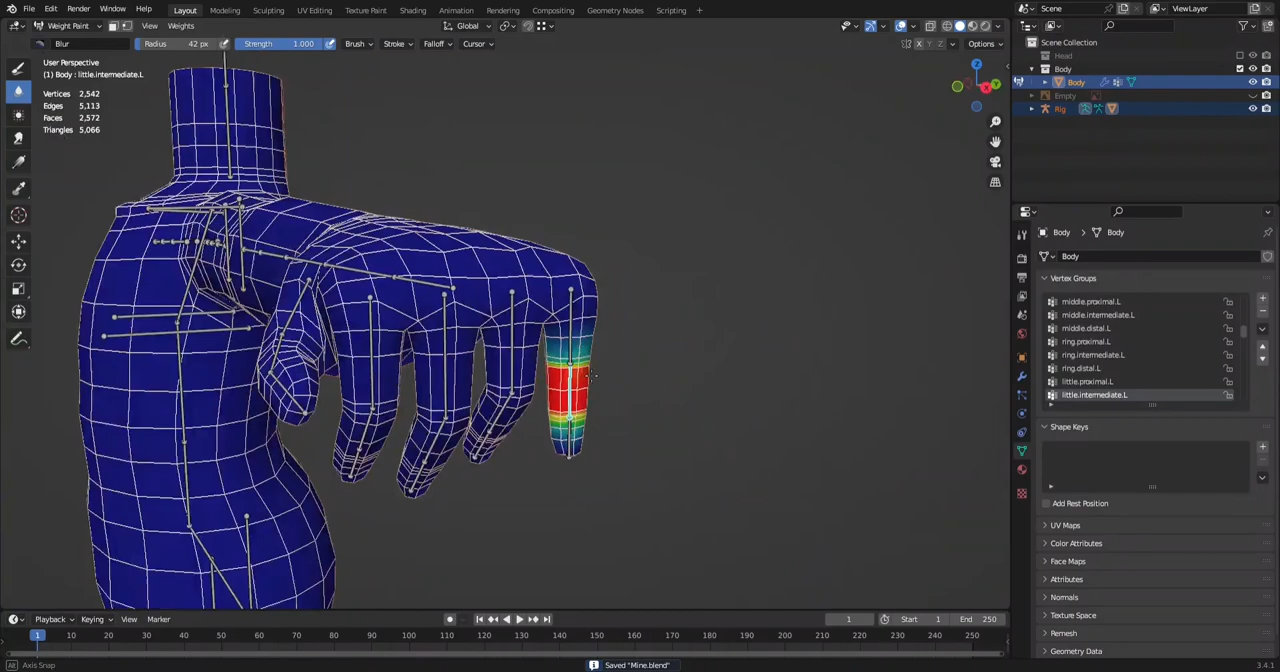 File Edit Render Window Help Layout Modeling Sculpting UV Editing Texture Paint Shading Animation Rendering Compositing Geometry Nodes Scripting + Scene ViewLayer
Weight Paint View Weights Global
Blur Radius 42 px Strength 1.000 Brush Stroke Falloff Cursor X Y Z Options
User Perspective
(1) Body : little.intermediate.L
Vertices 2,542
Edges 5,113
Faces 2,572
Triangles 5,066
Z
Y
X
Scene Collection
Head
Body
Body
Empty
Rig
Body > Body
Body
Vertex Groups
middle.proximal.L
middle.intermediate.L
middle.distal.L
ring.proximal.L
ring.intermediate.L
ring.distal.L
little.proximal.L
little.intermediate.L
Shape Keys
Add Rest Position
UV Maps
Color Attributes
Face Maps
Attributes
Normals
Texture Space
Remesh
Geometry Data
Playback Keying View Marker 1 Start 1 End 250
1 10 20 30 40 50 60 70 80 90 100 110 120 130 140 150 160 170 180 190 200 210 220 230 240 250
Axis Snap Saved "Mine.blend" 3.4.1